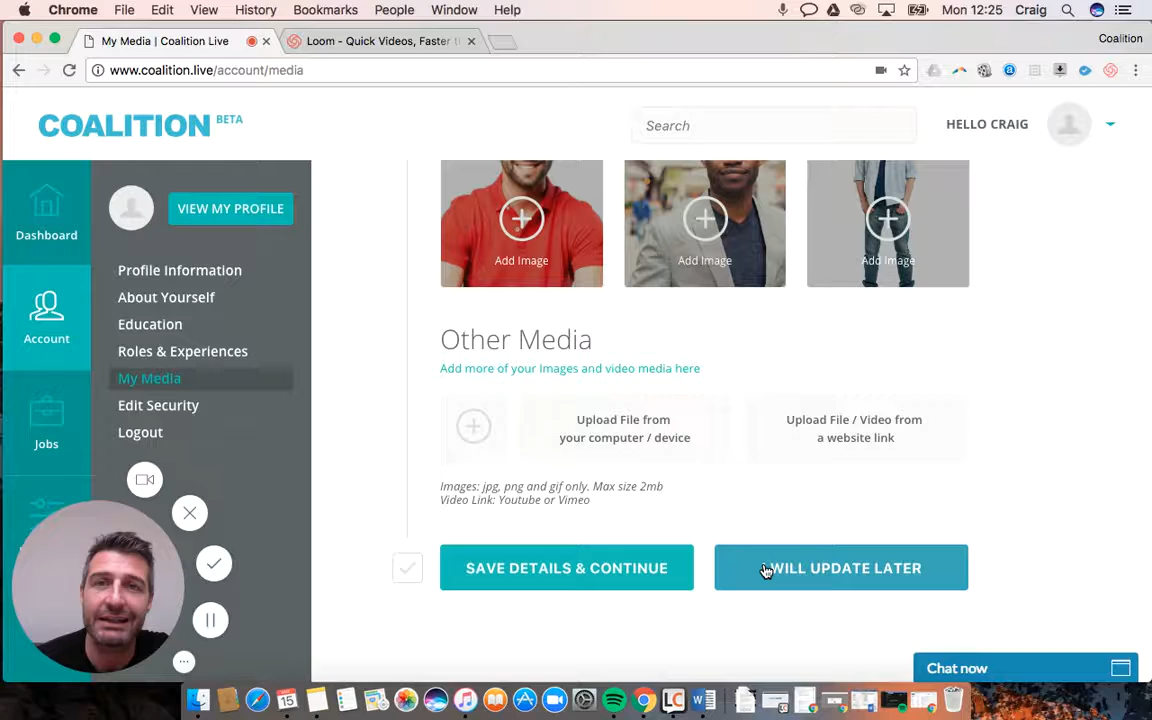 Chrome File Edit View History Bookmarks People Window Help Mon 12:25 Craig
My Media | Coalition Live Loom - Quick Videos, Faster t Coalition
www.coalition.live/account/media
COALITION BETA Search HELLO CRAIG
VIEW MY PROFILE
Dashboard
Add Image Add Image Add Image
Profile Information
About Yourself
Education
Account
Roles & Experiences
Other Media
Add more of your Images and video media here
My Media
Edit Security
Upload File from
your computer / device
Upload File / Video from
a website link
Logout
Jobs
Images: jpg, png and gif only. Max size 2mb
Video Link: Youtube or Vimeo
SAVE DETAILS & CONTINUE WILL UPDATE LATER
Chat now
15
LC
W